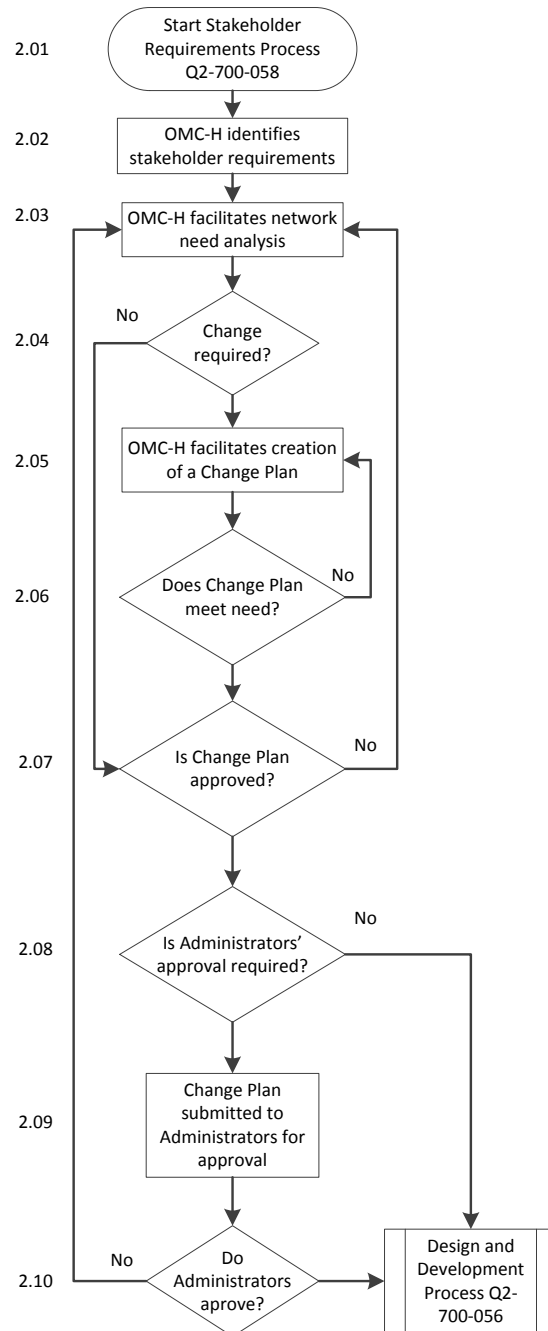 2.01
Start Stakeholder
Requirements Process
Q2-700-058
2.02
OMC-H identifies
stakeholder requirements
2.03
OMC-H facilitates network
need analysis
No
2.04
Change
required?
2.05
OMC-H facilitates creation
of a Change Plan
No
2.06
Does Change Plan
meet need?
2.07
Is Change Plan
approved?
No
No
2.08
Is Administrators'
approval required?
2.09
Change Plan
submitted to
Administrators for
approval
No
2.10
Do
Administrators
aprove?
Design and
Development
Process Q2-
700-056